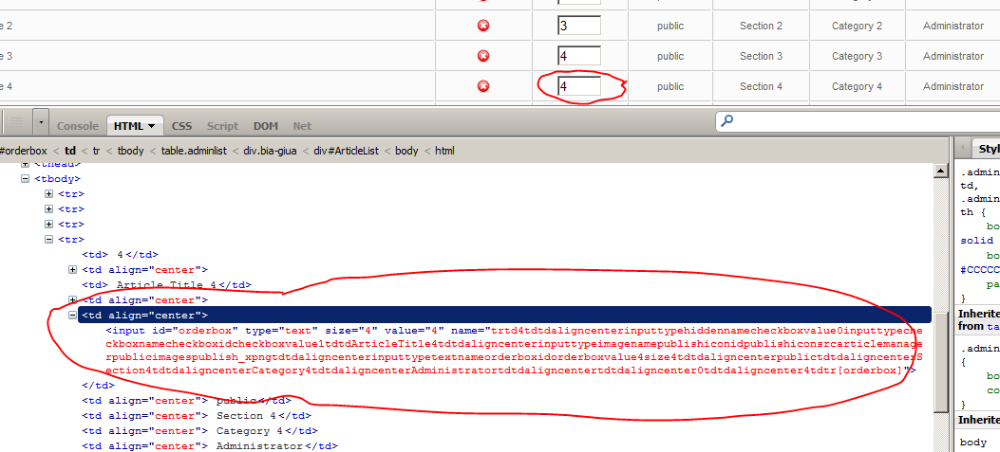 e 2 3 public Section 2 Category 2 Administrator
e 3 4 public Section 3 Category 3 Administrator
e 4 4 public Section 4 Category 4 Administrator
Console HTML CSS Script DOM Net
#orderbox < td < tr < tbody < table.adminlist < div.bia-giua < div#ArticleList < body < html
Styl
<thead>
<tbody>
<tr>
<tr>
<tr>
<tr>
<td> 4</td>
<td align="center">
<td> Article Title 4</td>
<td align="center">
<td align="center">
<input id="orderbox" type="text" size="4" value="4" name="trtd4tdtdaligncenterinputtypehiddennamecheckboxvalue0inputtypeche
ckboxnamecheckboxidcheckboxvalue1tdtdArticleTitle4tdtdaligncenterinputtypeimagenamepublishiconidpublishiconsrcarticlemanage
rpublicimagespublish_xpngtdtdaligncenterinputtypetextnameorderboxidorderboxvalue4size4tdtdaligncenterpublictdtdaligncenterS
ection4tdtdaligncenterCategory4tdtdaligncenterAdministratortdtdaligncentertdtdaligncenter0tdtdaligncenter4tdtr[orderbox]">
</td>
<td align="center"> public</td>
<td align="center"> Section 4</td>
<td align="center"> Category 4</td>
<td align="center"> Administrator</td>
.admin
td,
.admin
th {
bo
solid
bo
#CCCCC
pa
}
Inherite
from ta
.admin
{
bo
co
}
Inherit
body